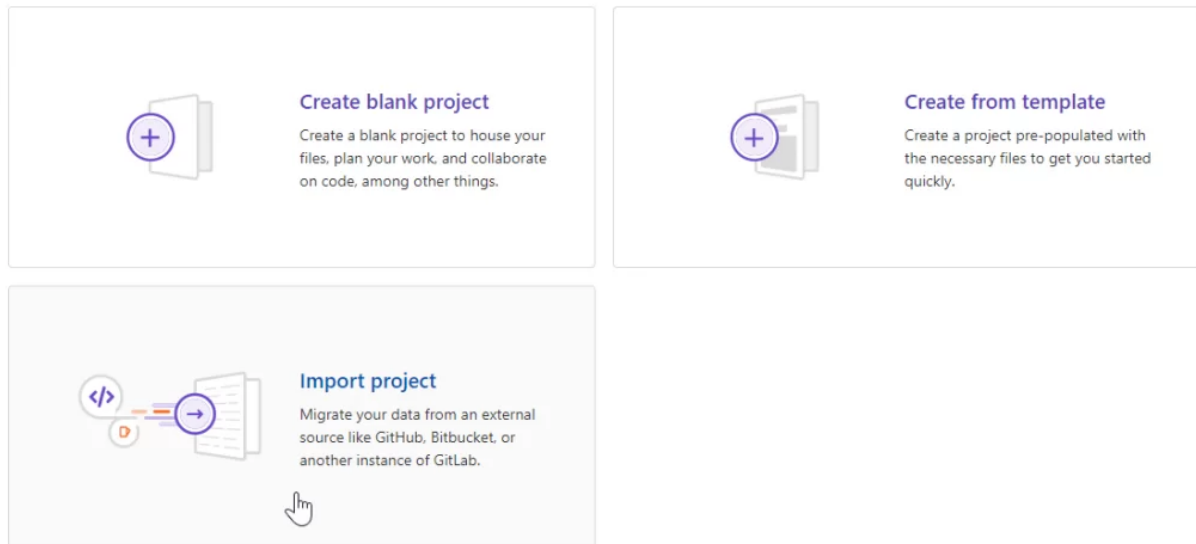 Create blank project
Create a blank project to house your
files, plan your work, and collaborate
on code, among other things.
Create from template
Create a project pre-populated with
the necessary files to get you started
quickly.
Import project
Migrate your data from an external
source like GitHub, Bitbucket, or
another instance of GitLab.